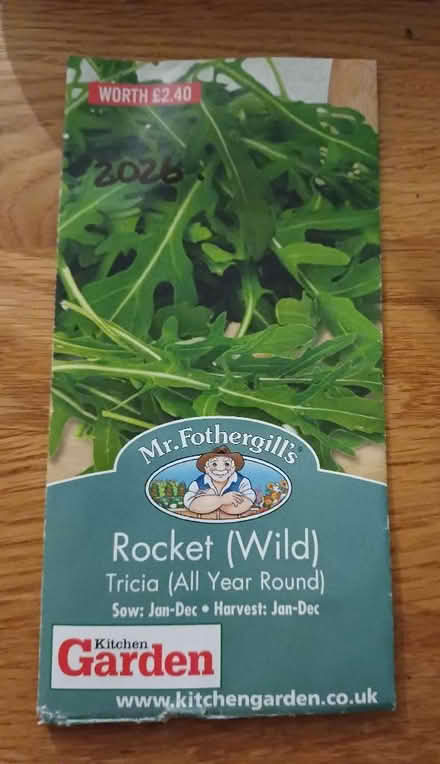 WORTH £2.40
2026
Mr. Fothergill's
Rocket (Wild)
Tricia (All Year Round)
Sow: Jan-Dec • Harvest: Jan-Dec
Kitchen
Garden
www.kitchengarden.co.uk